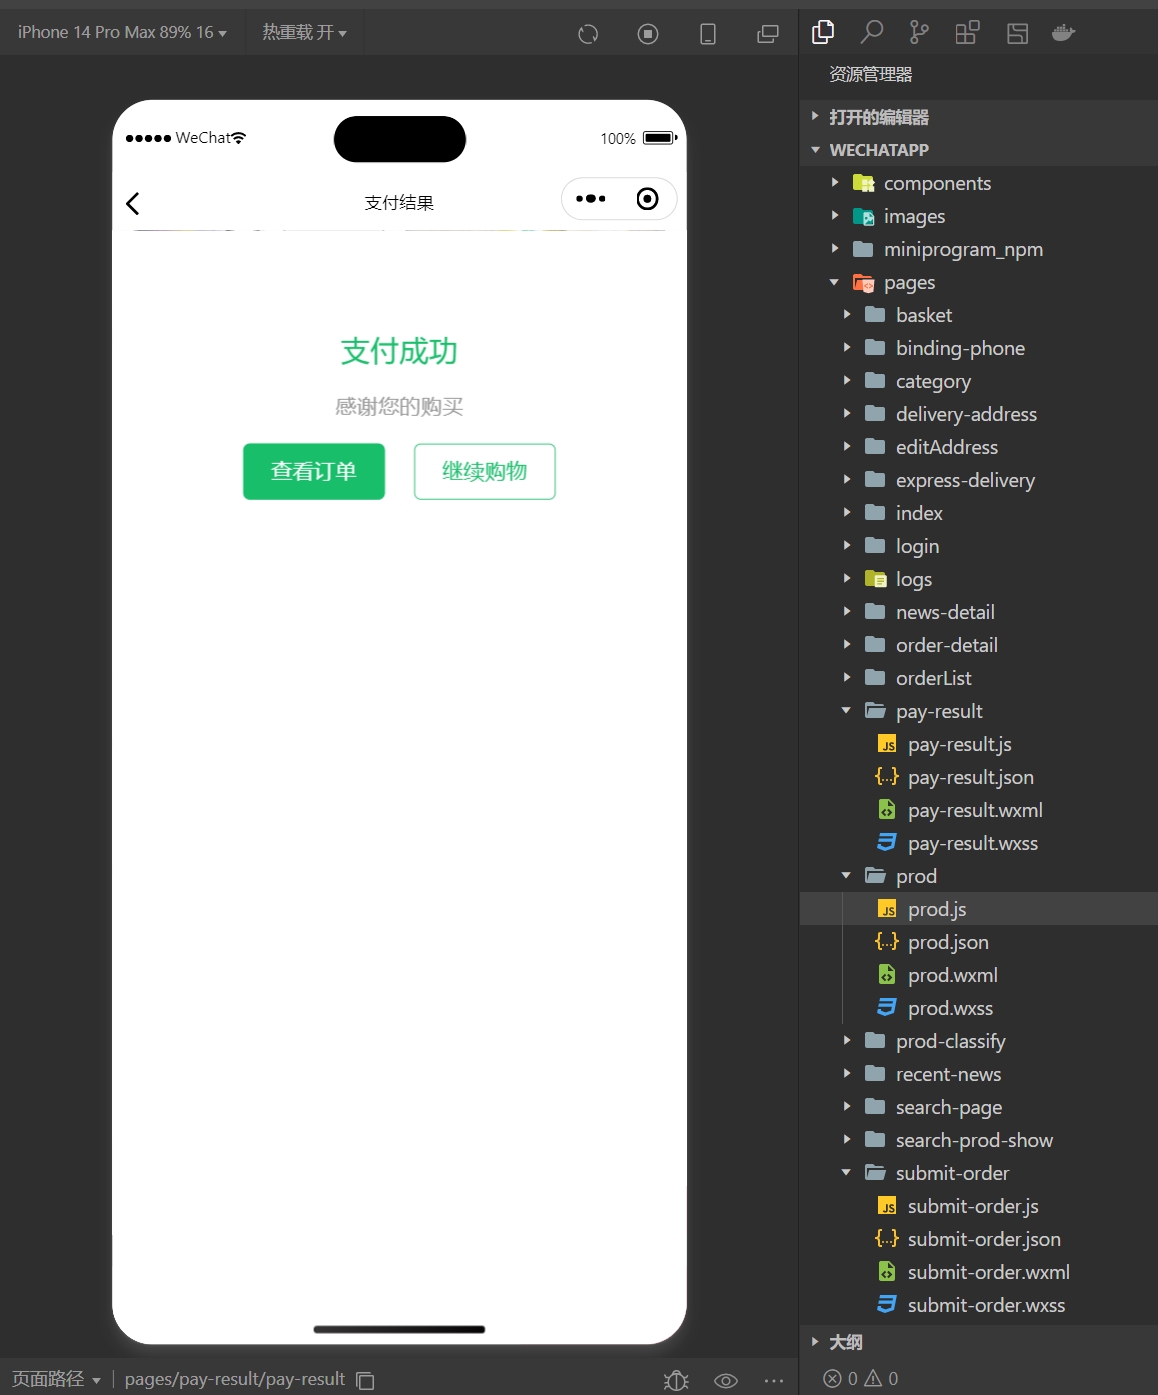 iPhone 14 Pro Max 89% 16
热重载 开
WeChat
100%
支付结果
支付成功
感谢您的购买
查看订单
继续购物
页面路径
pages/pay-result/pay-result
资源管理器
打开的编辑器
WECHATAPP
components
images
miniprogram_npm
pages
basket
binding-phone
category
delivery-address
editAddress
express-delivery
index
login
logs
news-detail
order-detail
orderList
pay-result
JS pay-result.js
{..} pay-result.json
pay-result.wxml
pay-result.wxss
prod
JS prod.js
{..} prod.json
prod.wxml
prod.wxss
prod-classify
recent-news
search-page
search-prod-show
submit-order
JS submit-order.js
{..} submit-order.json
submit-order.wxml
submit-order.wxss
大纲
0 0